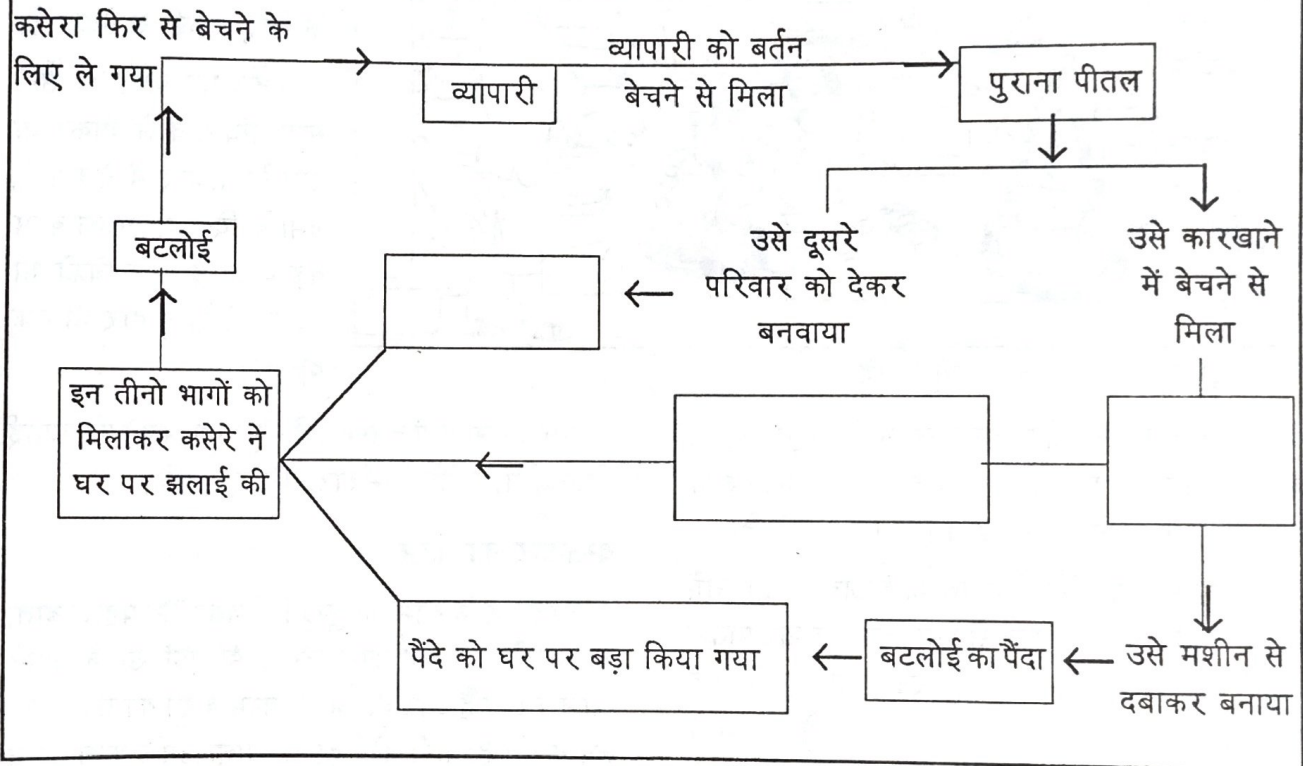 कसेरा फिर से बेचने के
लिए ले गया
व्यापारी
व्यापारी को बर्तन
बेचने से मिला
पुराना पीतल
बटलोई
उसे दूसरे
परिवार को देकर
बनवाया
उसे कारखाने
में बेचने से
मिला
इन तीनो भागों को
मिलाकर कसेरे ने
घर पर झलाई की
पैंदे को घर पर बड़ा किया गया
बटलोई का पैंदा
उसे मशीन से
दबाकर बनाया